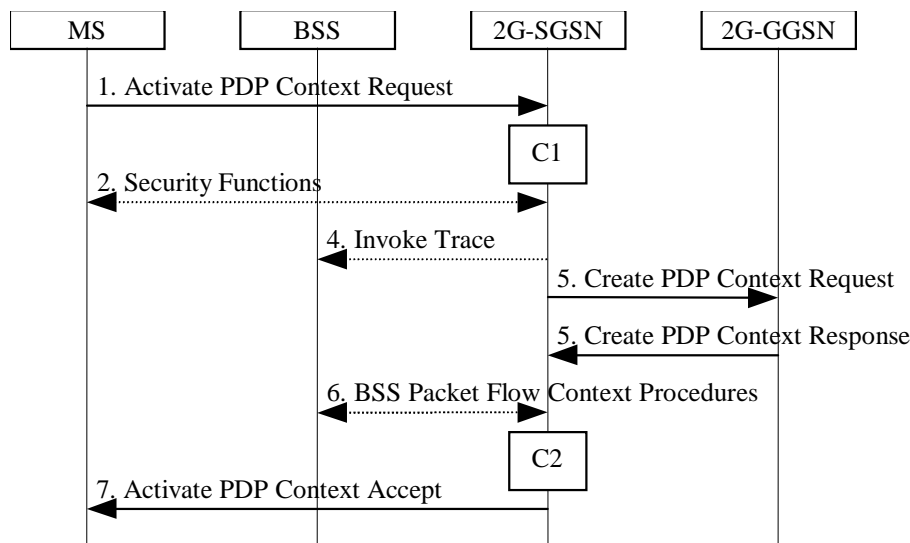 MS BSS 2G-SGSN 2G-GGSN
1. Activate PDP Context Request
C1
2. Security Functions
4. Invoke Trace
5. Create PDP Context Request
5. Create PDP Context Response
6. BSS Packet Flow Context Procedures
C2
7. Activate PDP Context Accept